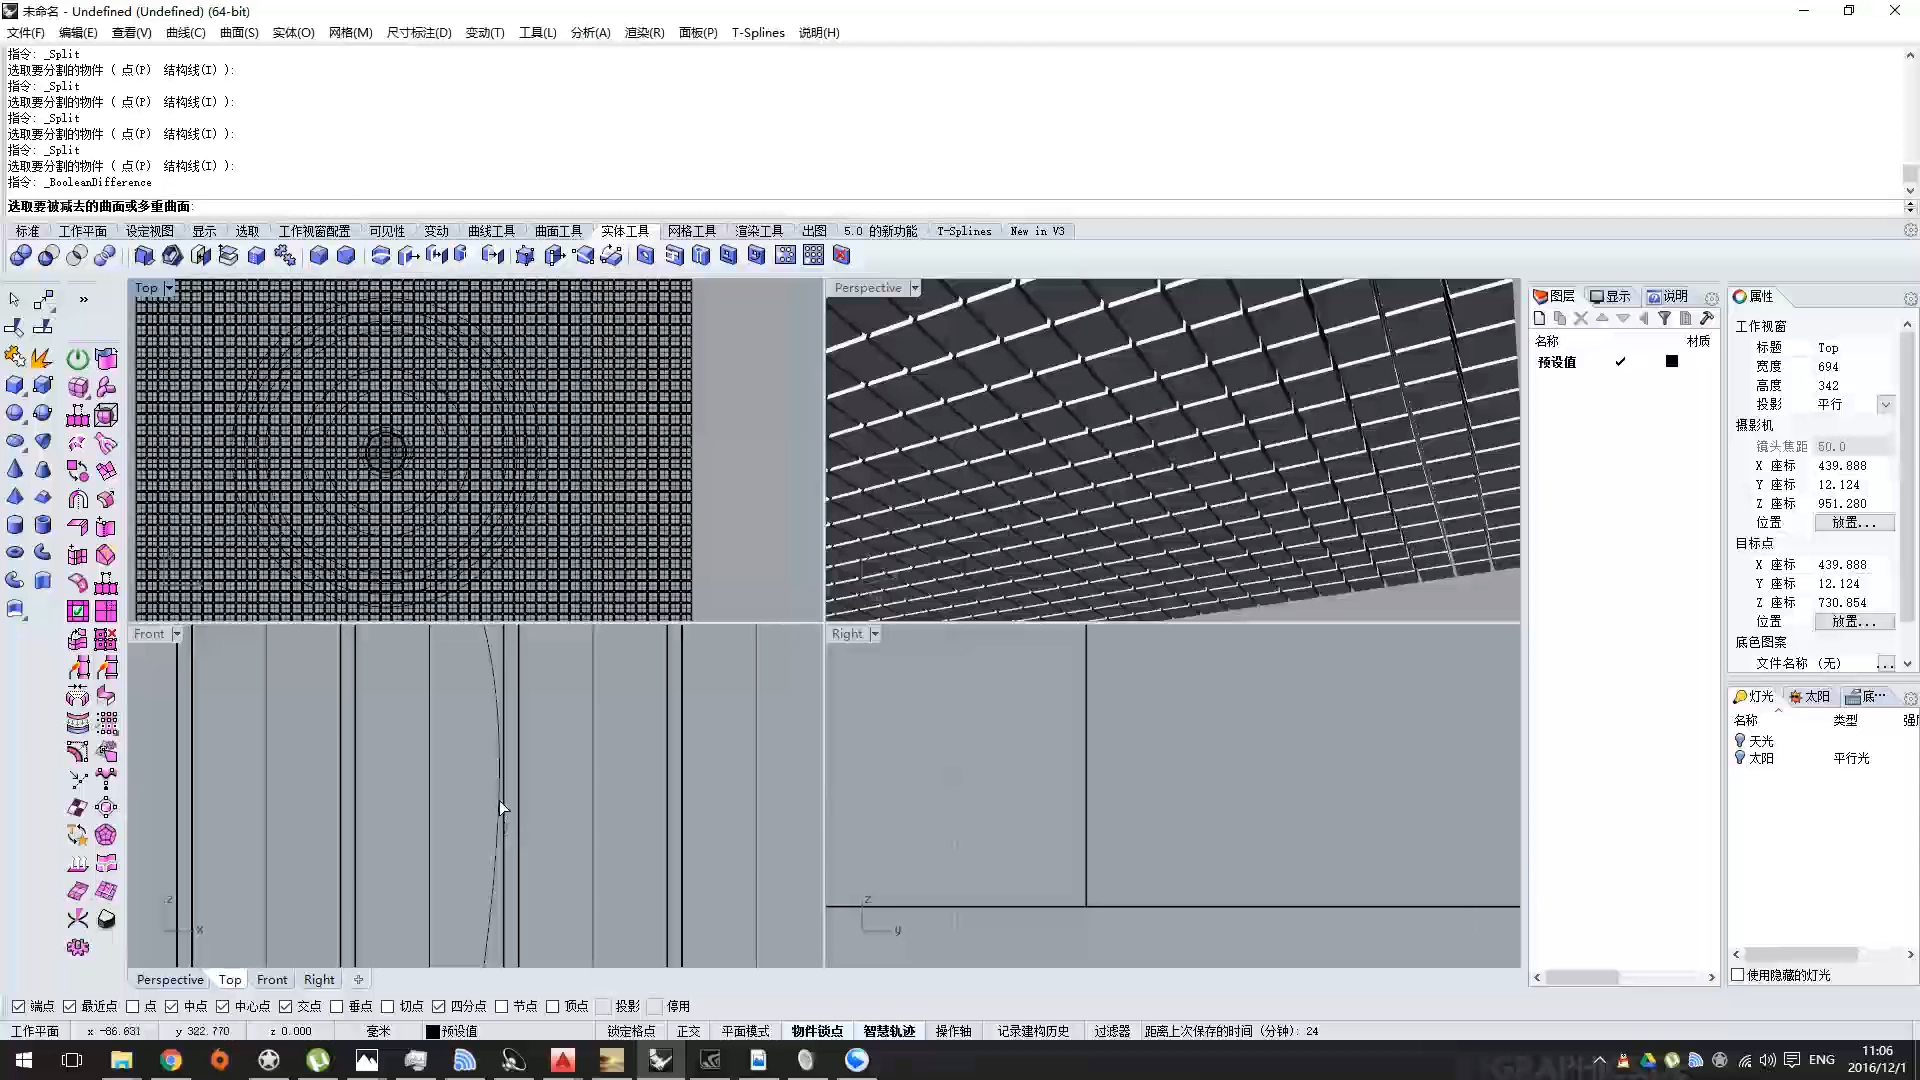 未命名 - Undefined (Undefined) (64-bit)
文件(F) 编辑(E) 查看(V) 曲线(C) 曲面(S) 实体(O) 网格(M) 尺寸标注(D) 变动(T) 工具(L) 分析(A) 渲染(R) 面板(P) T-Splines 说明(H)
指令: _Split
选取要分割的物件 ( 点(P) 结构线(I) ):
指令: _Split
选取要分割的物件 ( 点(P) 结构线(I) ):
指令: _Split
选取要分割的物件 ( 点(P) 结构线(I) ):
指令: _Split
选取要分割的物件 ( 点(P) 结构线(I) ):
指令: _BooleanDifference
选取要被减去的曲面或多重曲面:
标准 工作平面 设定视图 显示 选取 工作视窗配置 可见性 变动 曲线工具 曲面工具 实体工具 网格工具 渲染工具 出图 5.0 的新功能 T-Splines New in V3
Top
Perspective
Front
Right
z
x
z
y
图层 显示 说明
名称 材质
预设值
属性
工作视窗
标题 Top
宽度 694
高度 342
投影 平行
摄影机
镜头焦距 50.0
X 座标 439.888
Y 座标 12.124
Z 座标 951.280
位置 放置...
目标点
X 座标 439.888
Y 座标 12.124
Z 座标 730.854
位置 放置...
底色图案
文件名称 (无) ...
灯光 太阳 底…
名称 类型
天光
太阳 平行光
使用隐藏的灯光
Perspective Top Front Right
端点 最近点 点 中点 中心点 交点 垂点 切点 四分点 节点 顶点 投影 停用
工作平面 x -86.631 y 322.770 z 0.000 毫米 预设值 锁定格点 正交 平面模式 物件锁点 智慧轨迹 操作轴 记录建构历史 过滤器 距离上次保存的时间 (分钟): 24
ENG
11:06
2016/12/1